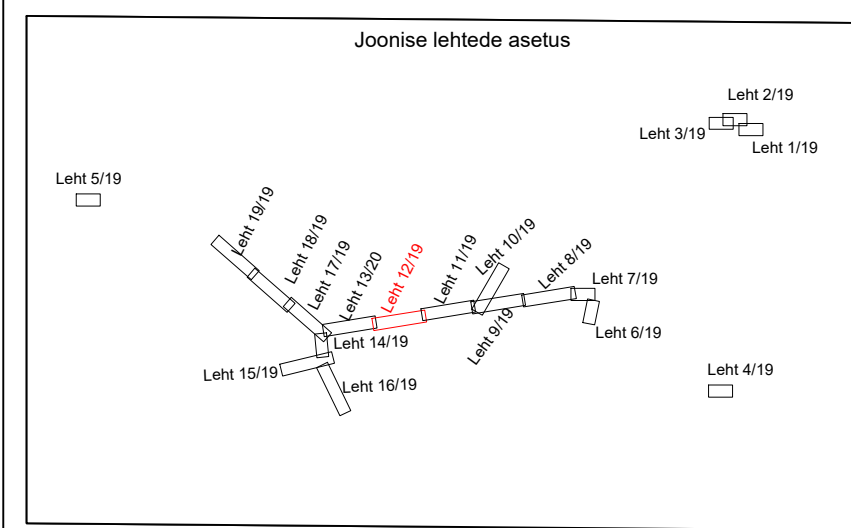 Joonise lehtede asetus
Leht 2/19
Leht 3/19
Leht 1/19
Leht 5/19
Leht 19/19
Leht 18/19
Leht 17/19
Leht 13/20
Leht 12/19
Leht 11/19
Leht 10/19
Leht 8/19
Leht 7/19
Leht 9/19
Leht 6/19
Leht 14/19
Leht 15/19
Leht 16/19
Leht 4/19